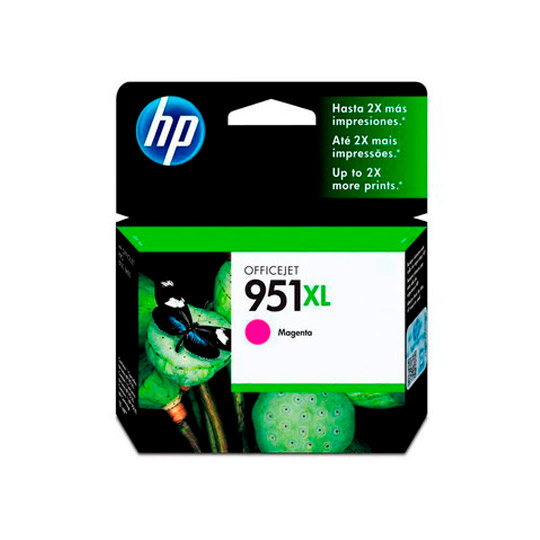 hp
Hasta 2X más
impresiones.*
Até 2X mais
impressões.*
Up to 2X
more prints.*
OFFICEJET
951XL
Magenta